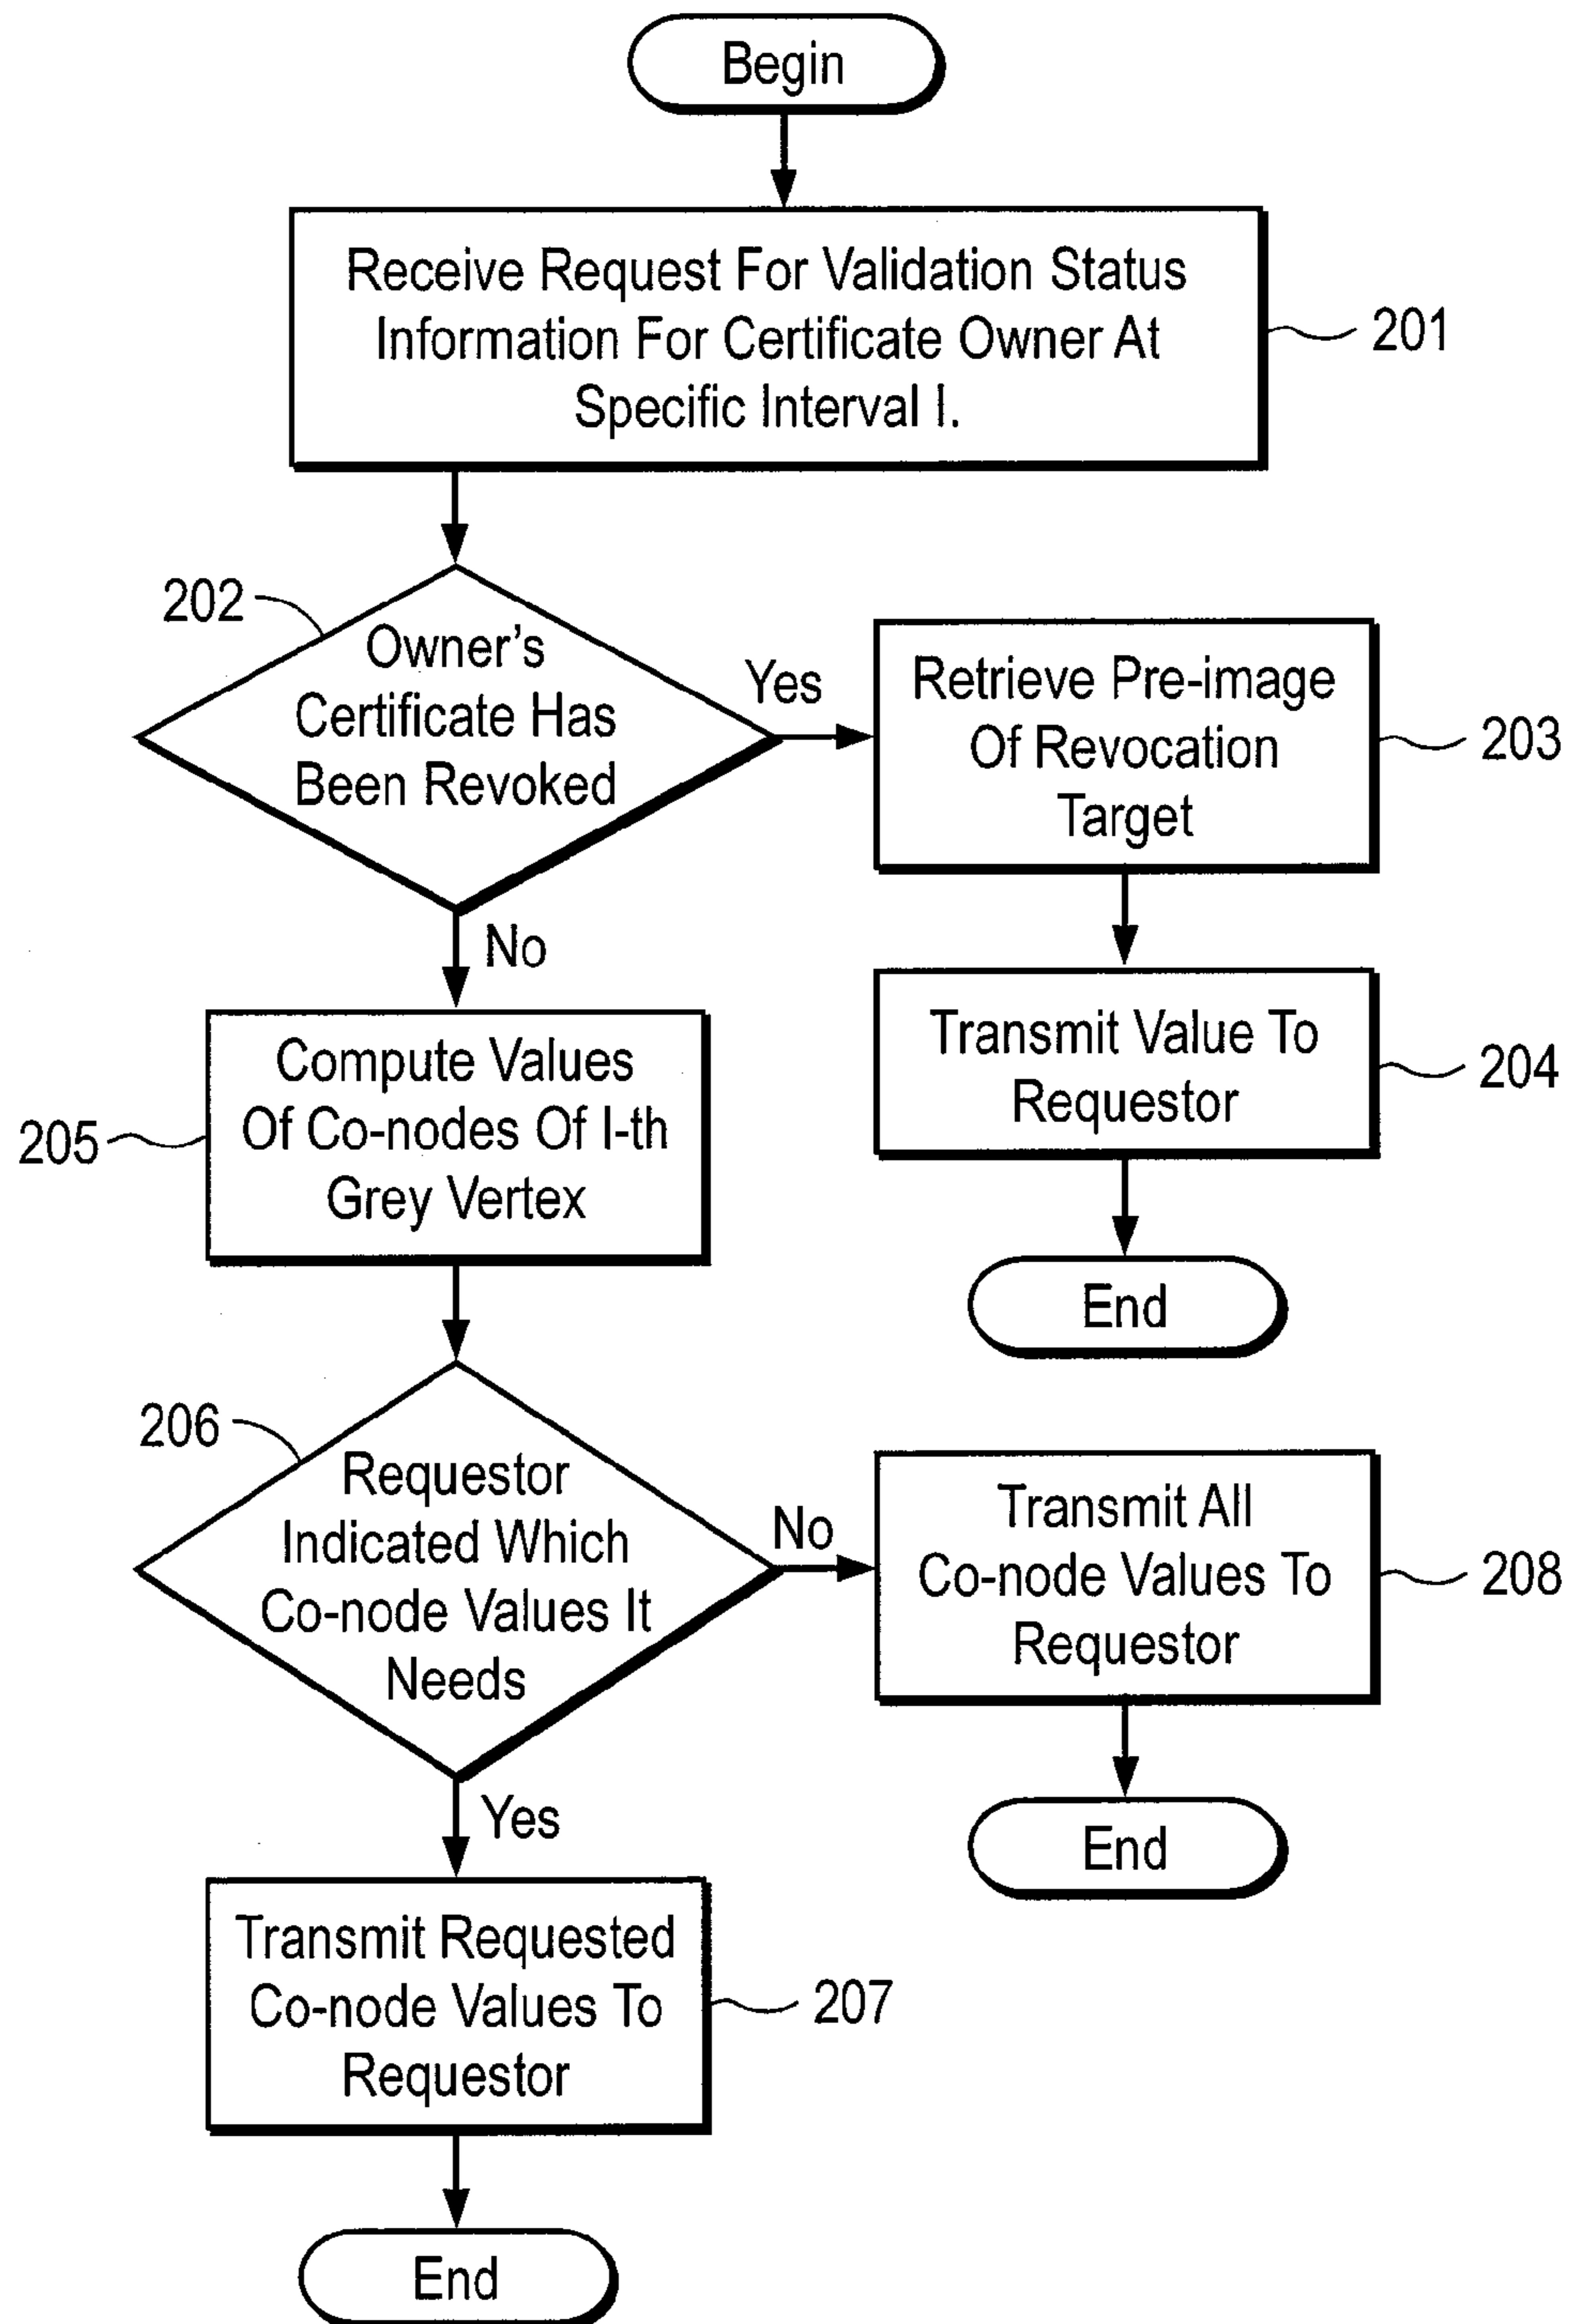 Begin
Receive Request For Validation Status
Information For Certificate Owner At
Specific Interval I.
201
202
Owner's
Certificate Has
Been Revoked
Yes
Retrieve Pre-image
Of Revocation
Target
203
No
Transmit Value To
Requestor
204
Compute Values
Of Co-nodes Of I-th
Grey Vertex
205
End
206
Requestor
Indicated Which
Co-node Values It
Needs
No
Transmit All
Co-node Values To
Requestor
208
Yes
End
Transmit Requested
Co-node Values To
Requestor
207
End